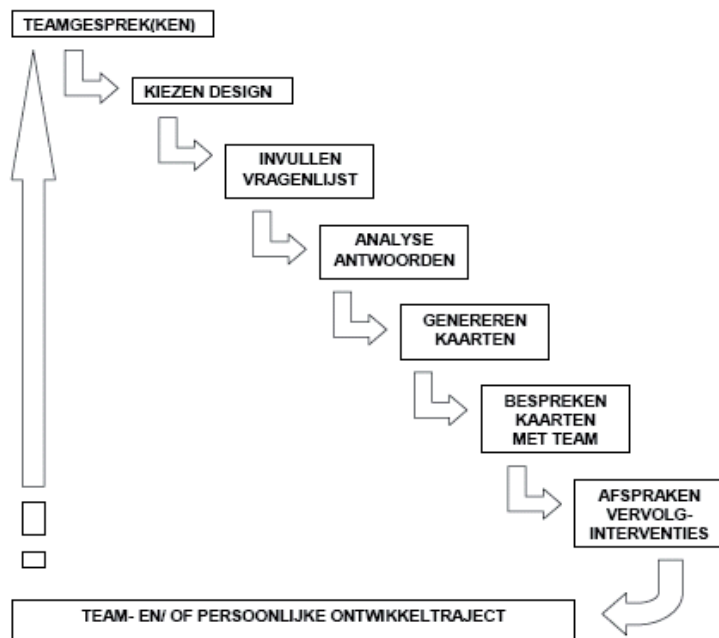 TEAMGESPREK(KEN)
KIEZEN DESIGN
INVULLEN
VRAGENLIJST
ANALYSE
ANTWOORDEN
GENEREREN
KAARTEN
BESPREKEN
KAARTEN
MET TEAM
AFSPRAKEN
VERVOLG-
INTERVENTIES
TEAM- EN/ OF PERSOONLIJKE ONTWIKKELTRAJECT